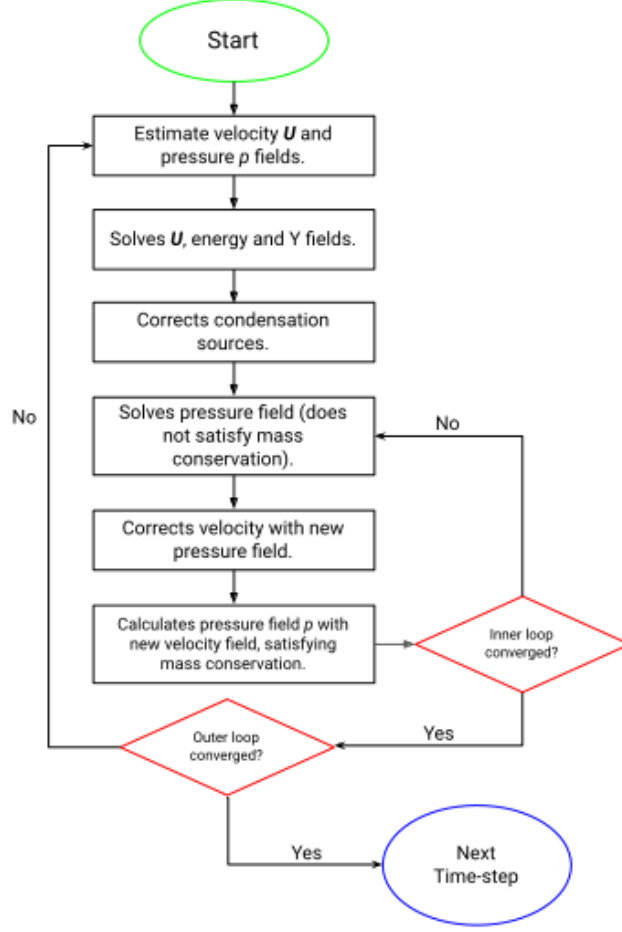 Start
Estimate velocity U and
pressure p fields.
Solves U, energy and Y fields.
Corrects condensation
sources.
No
Solves pressure field (does
not satisfy mass
conservation).
No
Corrects velocity with new
pressure field.
Calculates pressure field p with
new velocity field, satisfying
mass conservation.
Inner loop
converged?
Yes
Outer loop
converged?
Yes
Next
Time-step